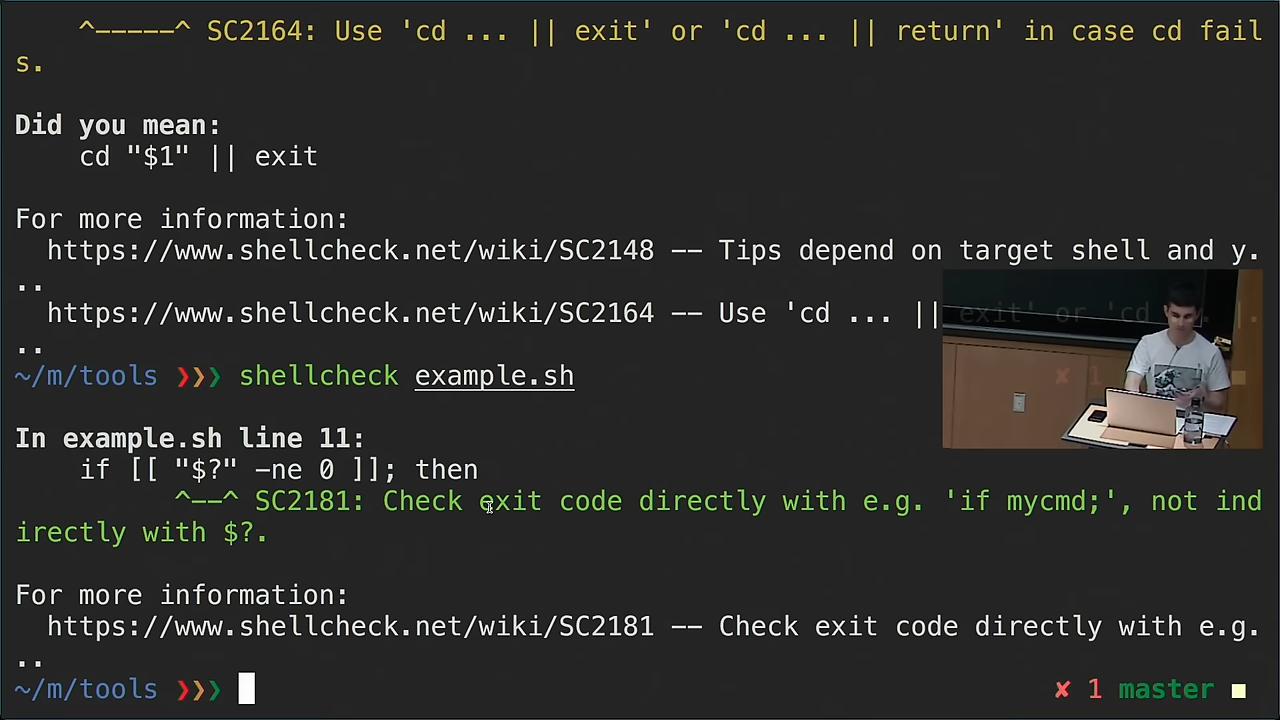 ^-----^ SC2164: Use 'cd ... || exit' or 'cd ... || return' in case cd fail
s.
Did you mean:
cd "$1" || exit
For more information:
https://www.shellcheck.net/wiki/SC2148 -- Tips depend on target shell and y.
..
https://www.shellcheck.net/wiki/SC2164 -- Use 'cd ... || exit' or 'cd ... |.
..
~/m/tools ❯❯❯ shellcheck example.sh ✘ 1
In example.sh line 11:
if [[ "$?" -ne 0 ]]; then
^--^ SC2181: Check exit code directly with e.g. 'if mycmd;', not ind
irectly with $?.
For more information:
https://www.shellcheck.net/wiki/SC2181 -- Check exit code directly with e.g.
..
~/m/tools ❯❯❯ ✘ 1 master ■